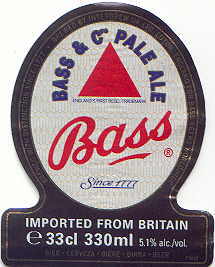 BASS & Co PALE ALE
ENGLAND'S FIRST REGD. TRADEMARK
Bass
®
Since 1777
IMPORTED FROM BRITAIN
℮ 33cl 330ml 5.1% alc./vol.
BIER - CERVEZA - BIÈRE - BIRRA - BEER